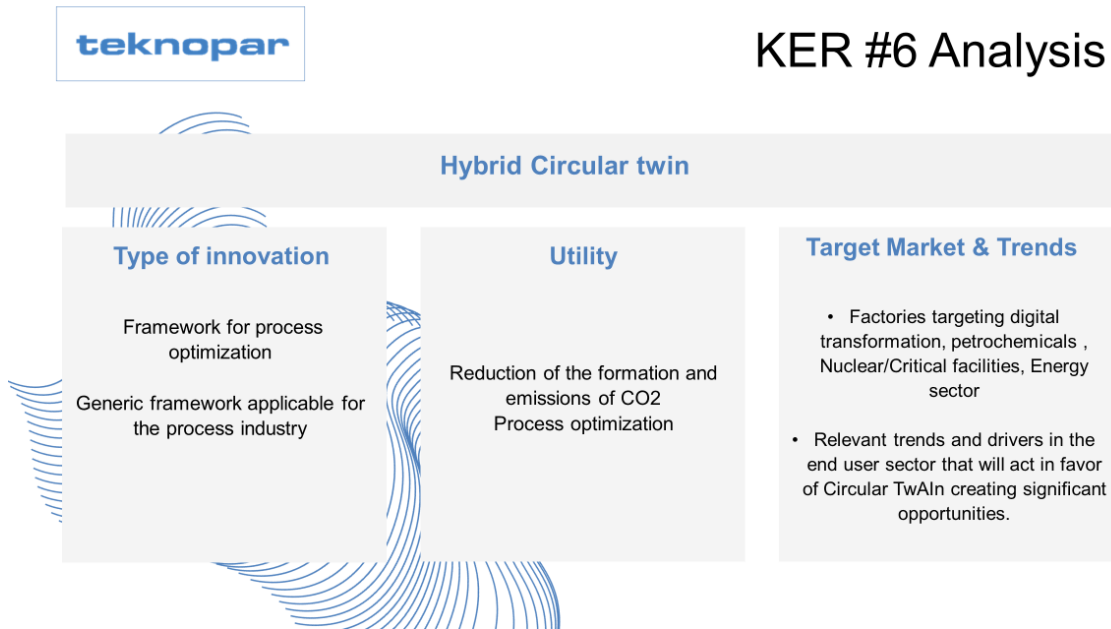 teknopar
KER #6 Analysis
Hybrid Circular twin
Type of innovation
Framework for process
optimization
Generic framework applicable for
the process industry
Utility
Reduction of the formation and
emissions of CO2
Process optimization
Target Market & Trends
• Factories targeting digital
transformation, petrochemicals ,
Nuclear/Critical facilities, Energy
sector
• Relevant trends and drivers in the
end user sector that will act in favor
of Circular TwAIn creating significant
opportunities.